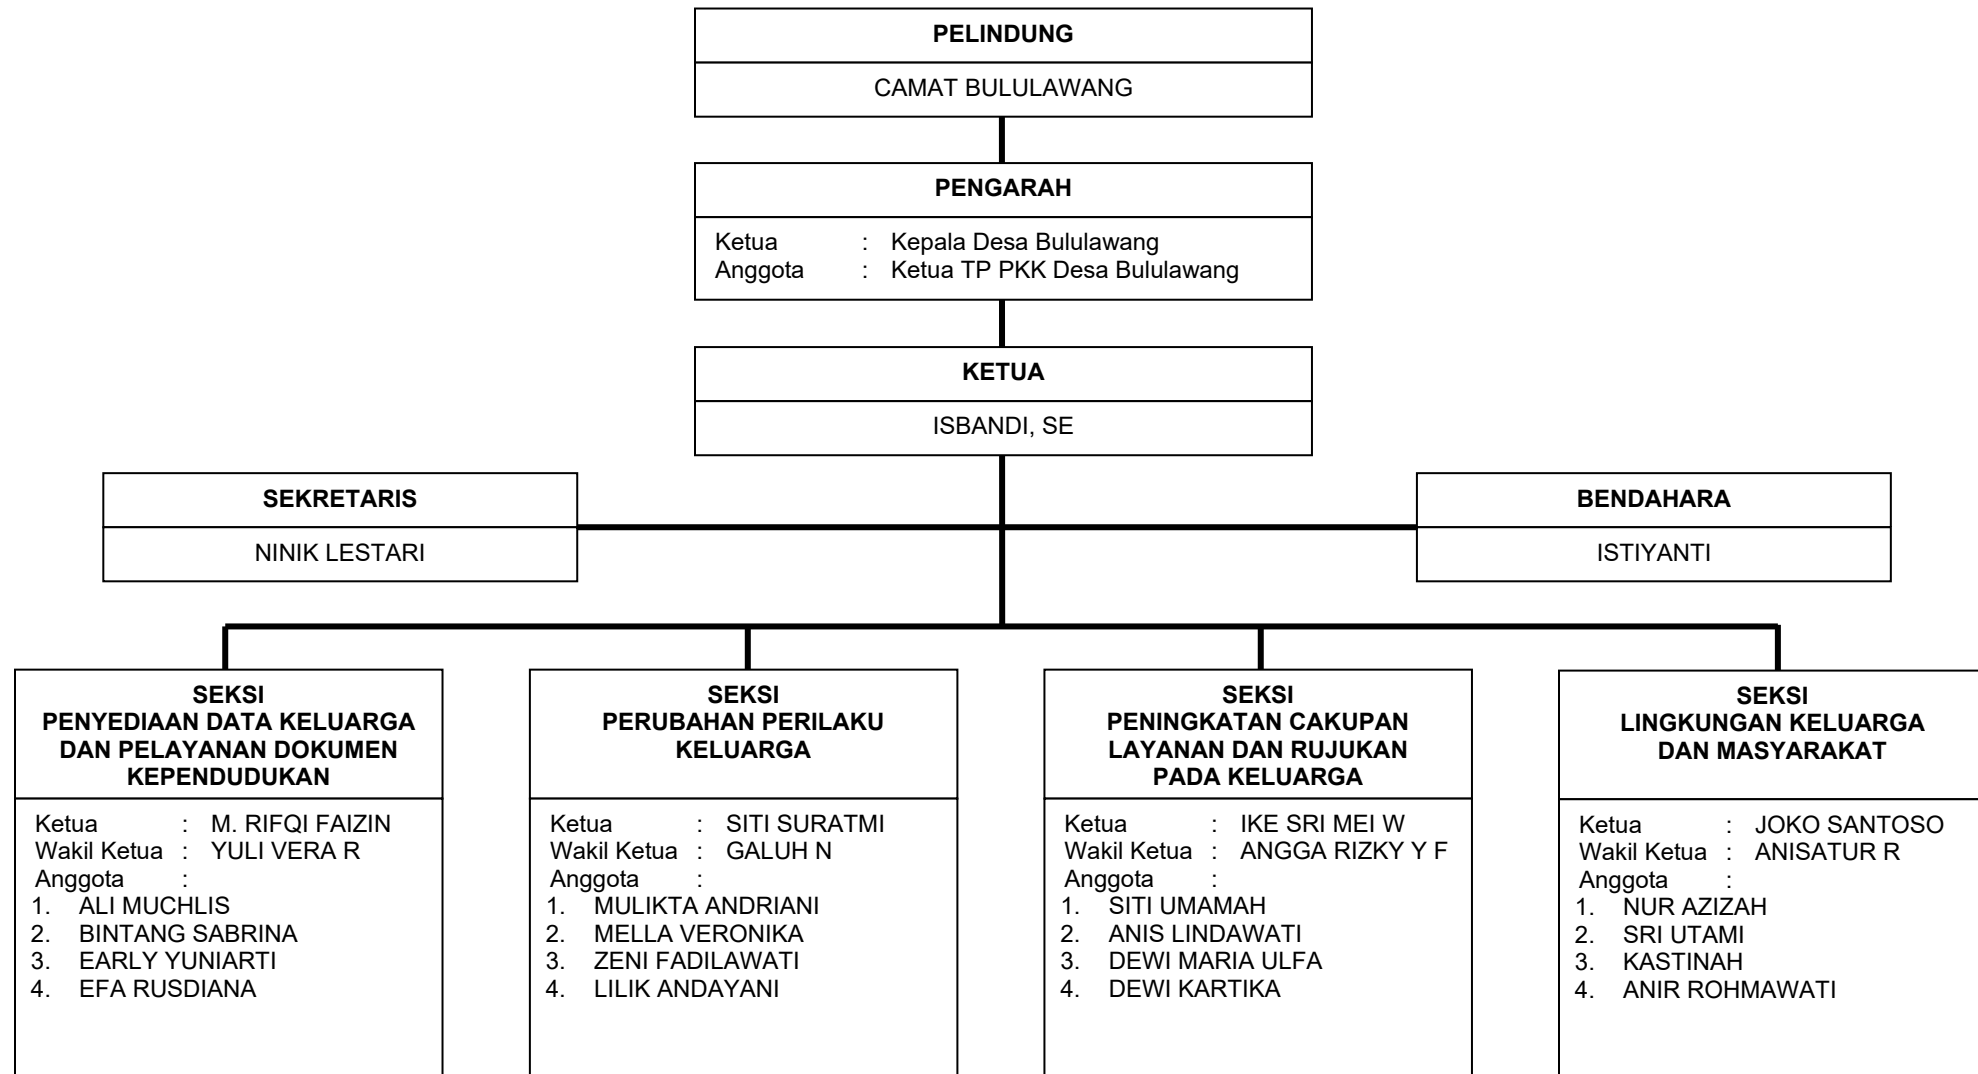 PELINDUNG
CAMAT BULULAWANG
PENGARAH
Ketua : Kepala Desa Bululawang
Anggota : Ketua TP PKK Desa Bululawang
KETUA
ISBANDI, SE
SEKRETARIS
NINIK LESTARI
BENDAHARA
ISTIYANTI
SEKSI
PENYEDIAAN DATA KELUARGA
DAN PELAYANAN DOKUMEN
KEPENDUDUKAN
Ketua : M. RIFQI FAIZIN
Wakil Ketua : YULI VERA R
Anggota :
1. ALI MUCHLIS
2. BINTANG SABRINA
3. EARLY YUNIARTI
4. EFA RUSDIANA
SEKSI
PERUBAHAN PERILAKU
KELUARGA
Ketua : SITI SURATMI
Wakil Ketua : GALUH N
Anggota :
1. MULIKTA ANDRIANI
2. MELLA VERONIKA
3. ZENI FADILAWATI
4. LILIK ANDAYANI
SEKSI
PENINGKATAN CAKUPAN
LAYANAN DAN RUJUKAN
PADA KELUARGA
Ketua : IKE SRI MEI W
Wakil Ketua : ANGGA RIZKY Y F
Anggota :
1. SITI UMAMAH
2. ANIS LINDAWATI
3. DEWI MARIA ULFA
4. DEWI KARTIKA
SEKSI
LINGKUNGAN KELUARGA
DAN MASYARAKAT
Ketua : JOKO SANTOSO
Wakil Ketua : ANISATUR R
Anggota :
1. NUR AZIZAH
2. SRI UTAMI
3. KASTINAH
4. ANIR ROHMAWATI